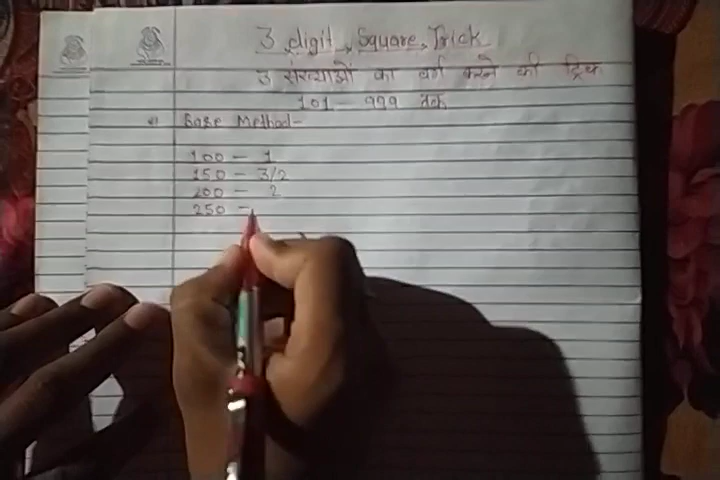 3 digit Square Trick
3 संख्याओं का वर्ग करने की ट्रिक
101 - 999 तक
Base Method-
100 - 1
150 - 3/2
200 - 2
250 -